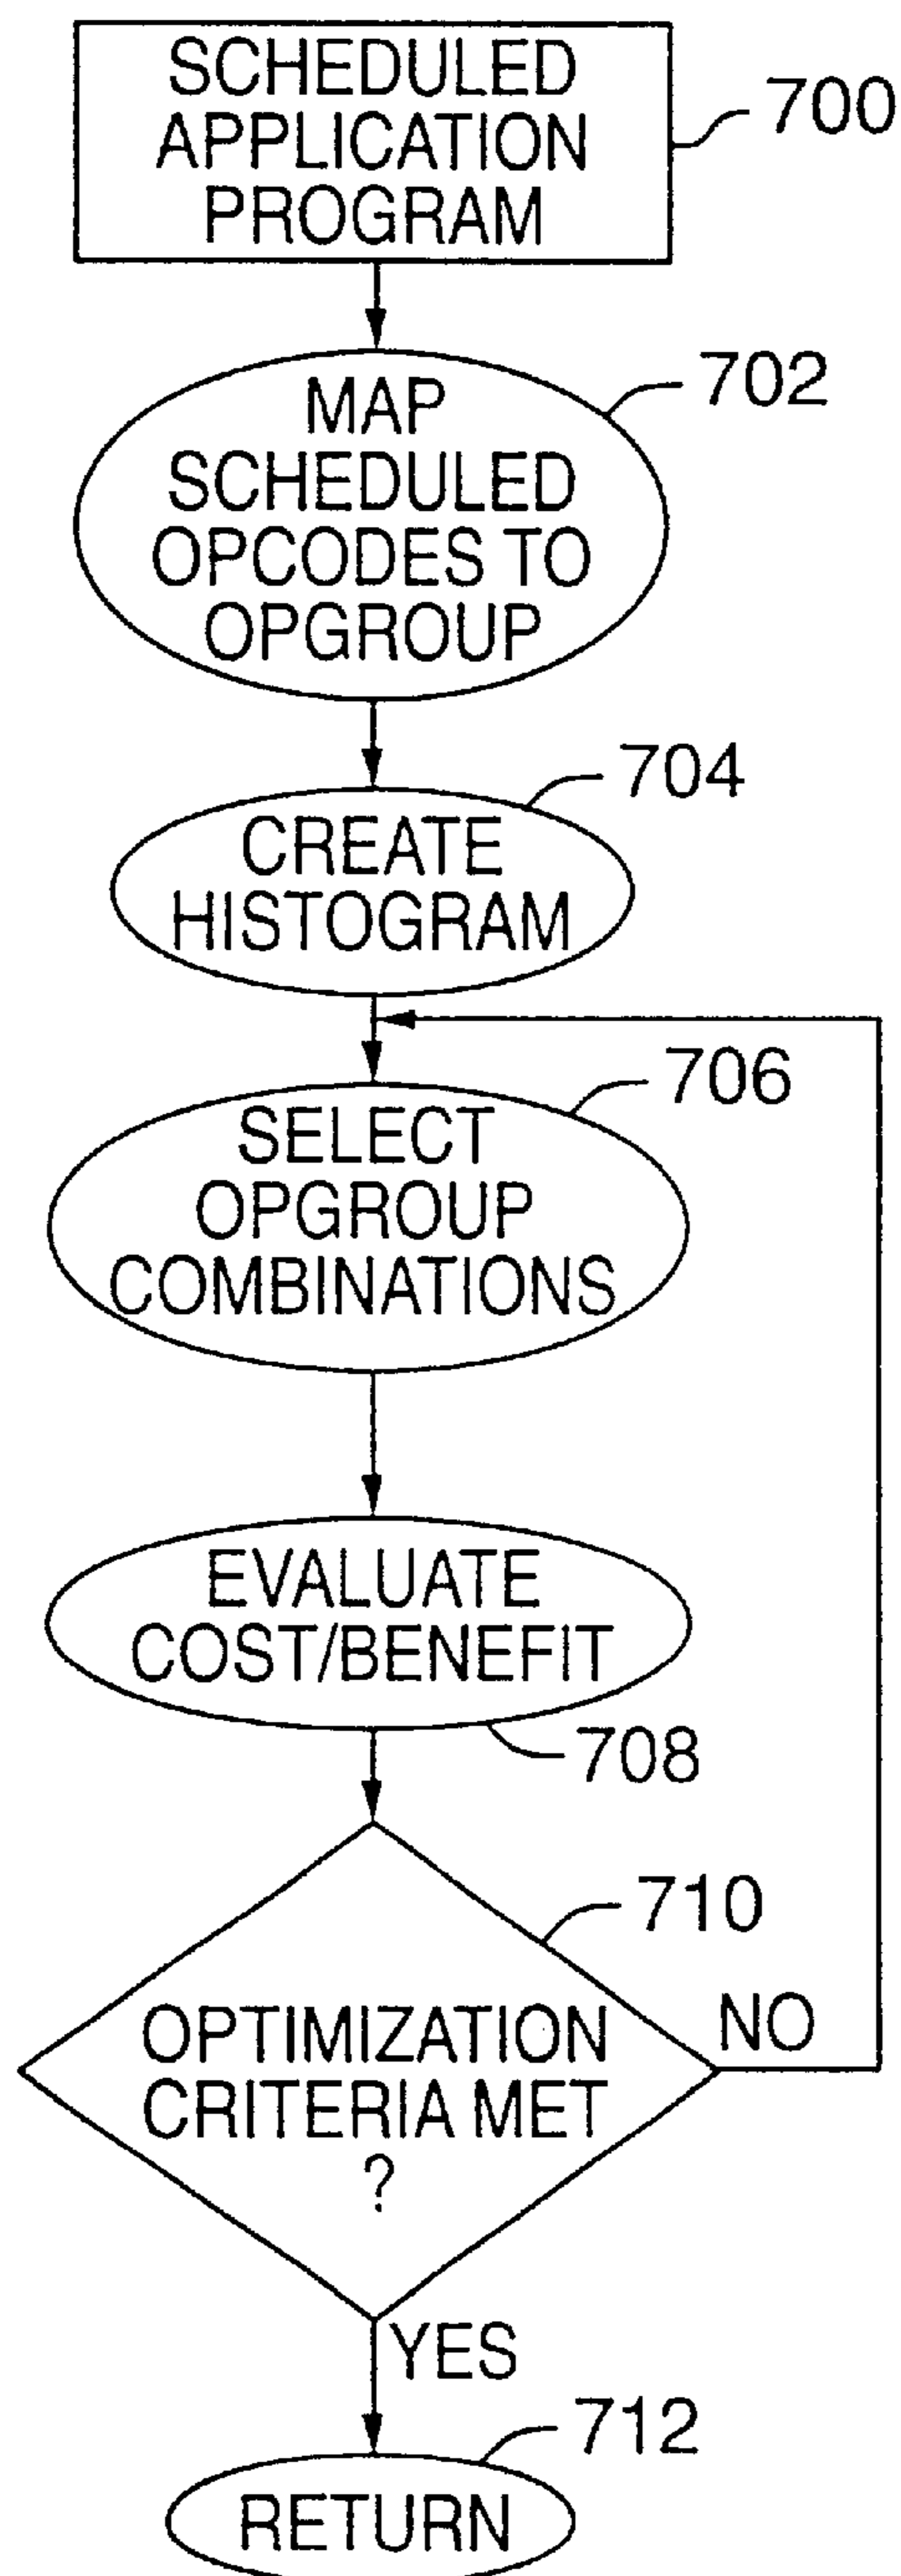 SCHEDULED
APPLICATION
PROGRAM
700
MAP
SCHEDULED
OPCODES TO
OPGROUP
702
CREATE
HISTOGRAM
704
SELECT
OPGROUP
COMBINATIONS
706
EVALUATE
COST/BENEFIT
708
OPTIMIZATION
CRITERIA MET
?
710
NO
YES
RETURN
712